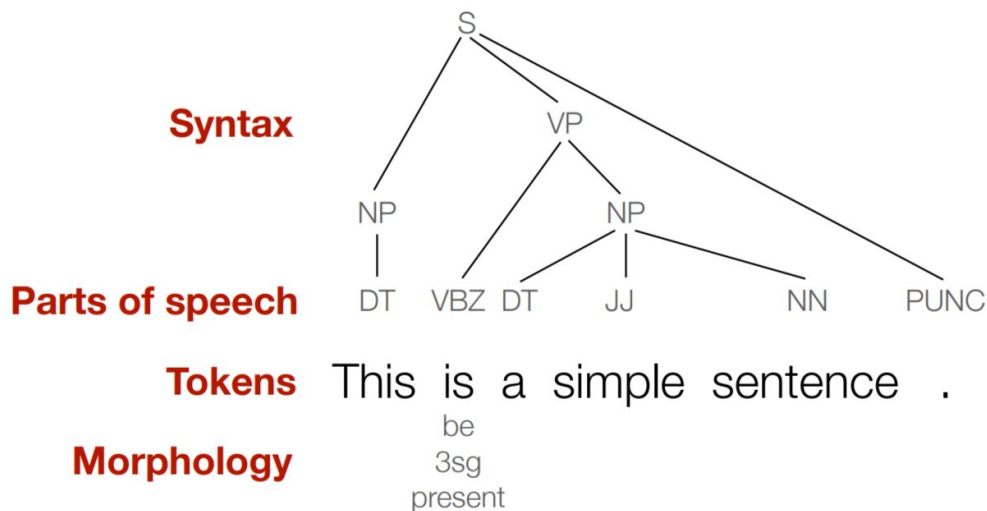 S
Syntax
VP
NP NP
Parts of speech DT VBZ DT JJ NN PUNC
Tokens This is a simple sentence .
be
Morphology 3sg
present